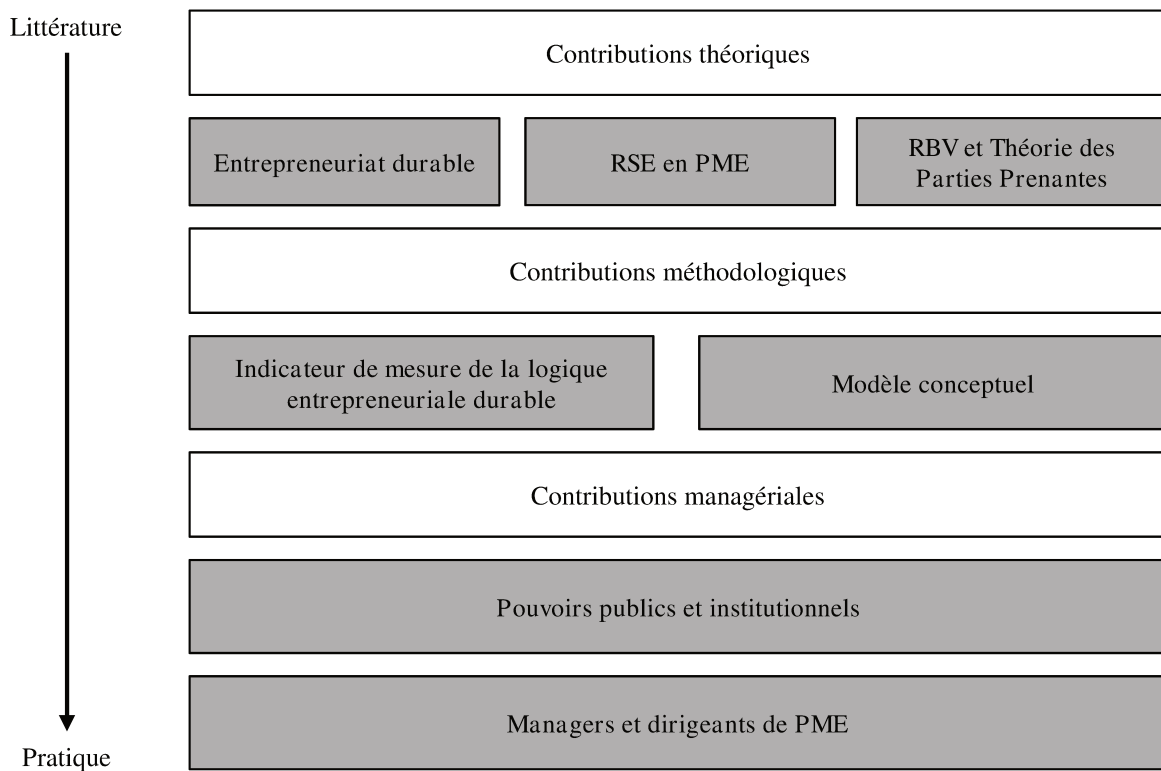 Littérature
Contributions théoriques
Entrepreneuriat durable
RSE en PME
RBV et Théorie des
Parties Prenantes
Contributions méthodologiques
Indicateur de mesure de la logique
entrepreneuriale durable
Modèle conceptuel
Contributions managériales
Pouvoirs publics et institutionnels
Managers et dirigeants de PME
Pratique